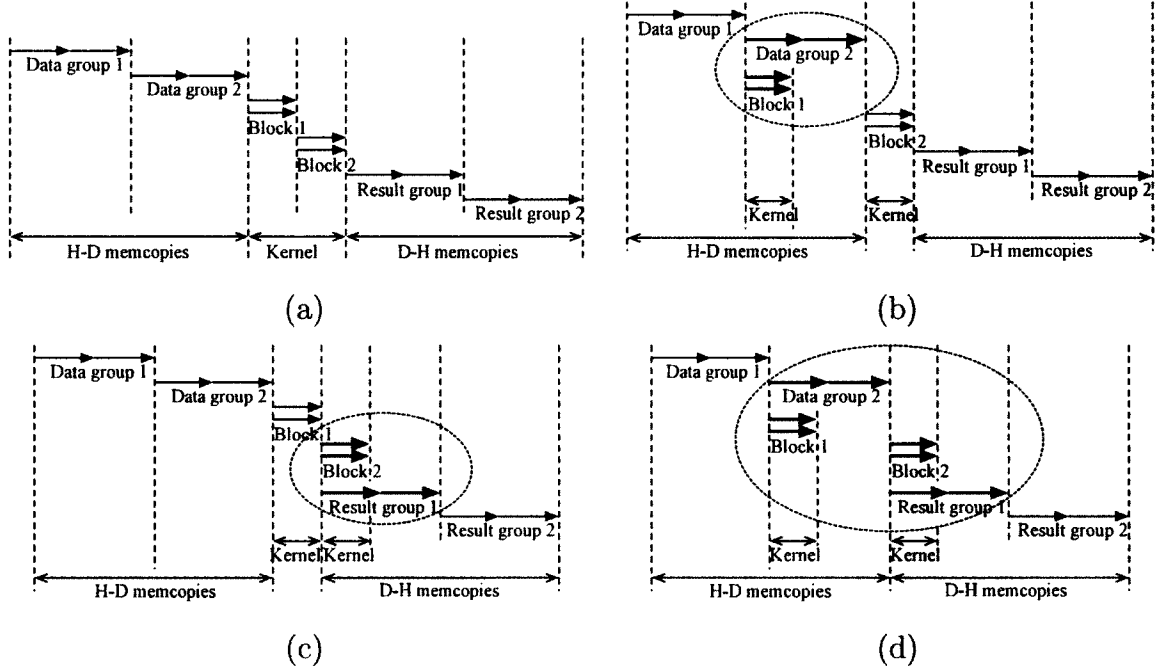 Data group 1
Data group 2
Block 1
Block 2
Result group 1
Result group 2
H-D memcopies
Kernel
D-H memcopies
(a)
Data group 1
Data group 2
Block 1
Block 2
Result group 1
Result group 2
Kernel
Kernel
H-D memcopies
D-H memcopies
(b)
Data group 1
Data group 2
Block 1
Block 2
Result group 1
Result group 2
Kernel
Kernel
H-D memcopies
D-H memcopies
(c)
Data group 1
Data group 2
Block 1
Block 2
Result group 1
Result group 2
Kernel
Kernel
H-D memcopies
D-H memcopies
(d)